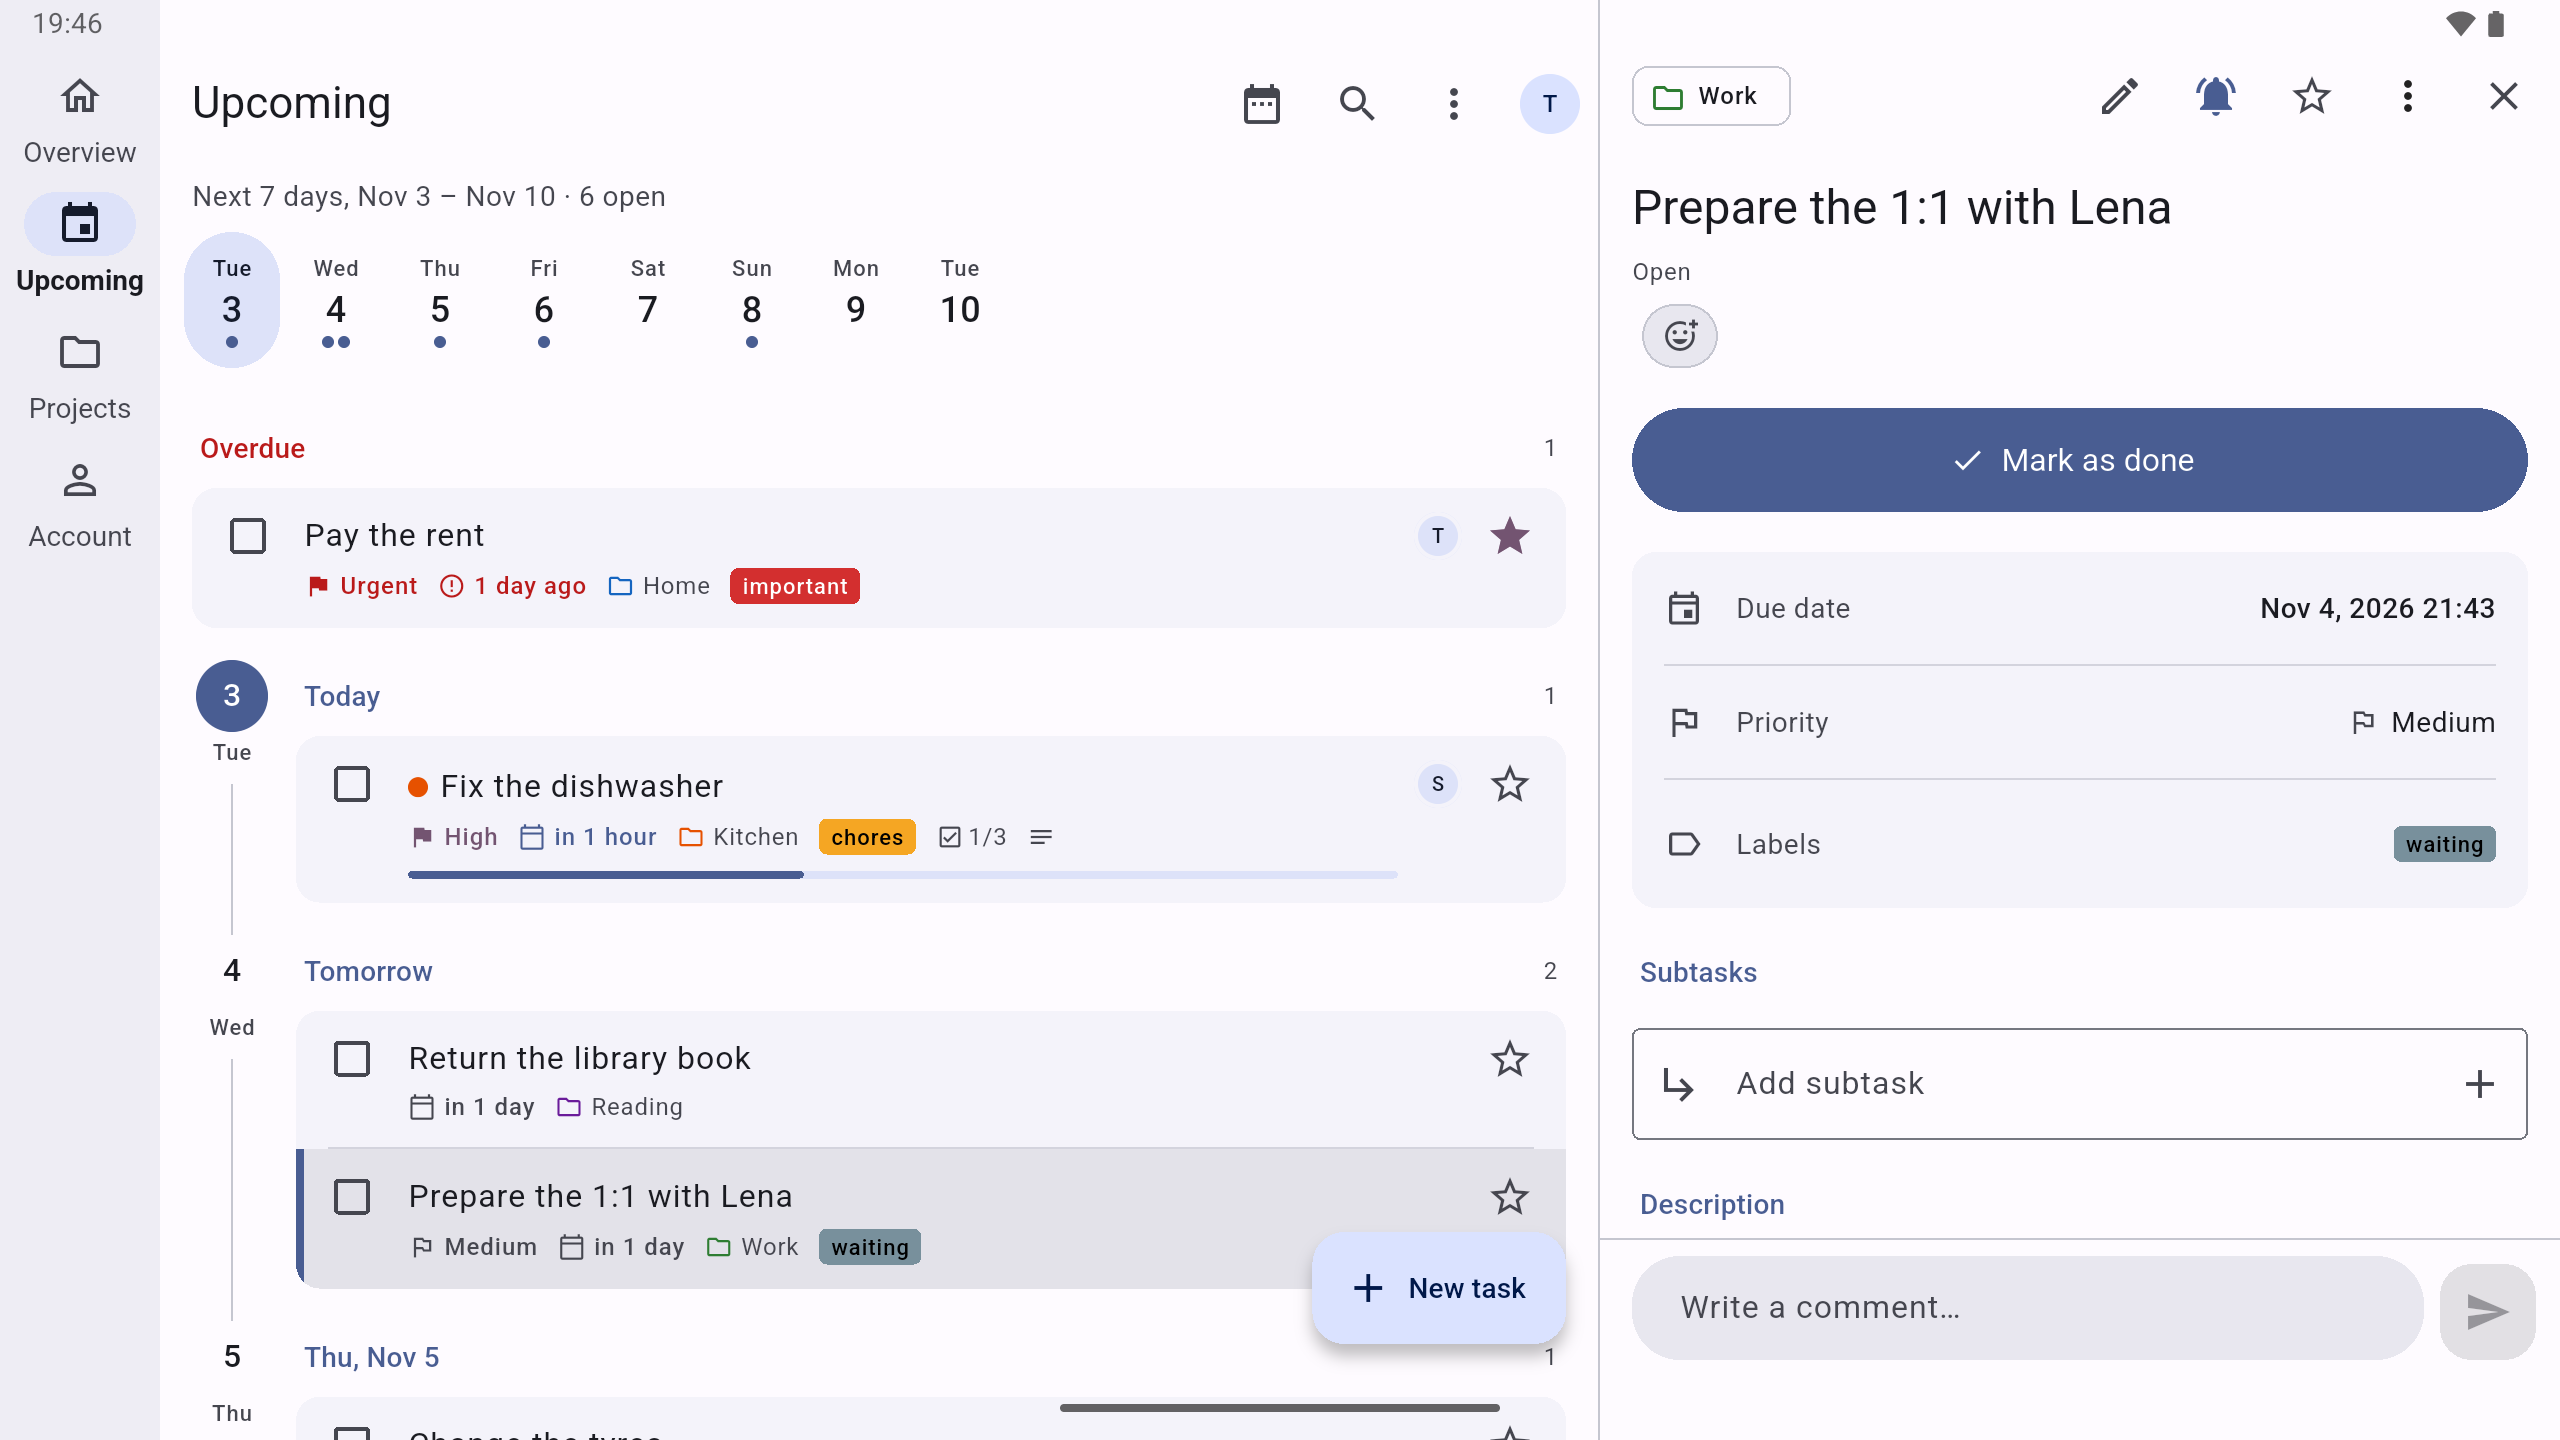 19:46
Overview
Upcoming
Projects
Account
Upcoming
T
Next 7 days, Nov 3 – Nov 10 · 6 open
Tue Wed Thu Fri Sat Sun Mon Tue
3 4 5 6 7 8 9 10
Overdue 1
Pay the rent T
Urgent 1 day ago Home important
3 Today 1
Tue
Fix the dishwasher S
High in 1 hour Kitchen chores 1/3
4 Tomorrow 2
Wed
Return the library book
in 1 day Reading
Prepare the 1:1 with Lena
Medium in 1 day Work waiting
New task
5 Thu, Nov 5 1
Thu
Change the tyres
Work
Prepare the 1:1 with Lena
Open
Mark as done
Due date Nov 4, 2026 21:43
Priority Medium
Labels waiting
Subtasks
Add subtask
Description
Write a comment…